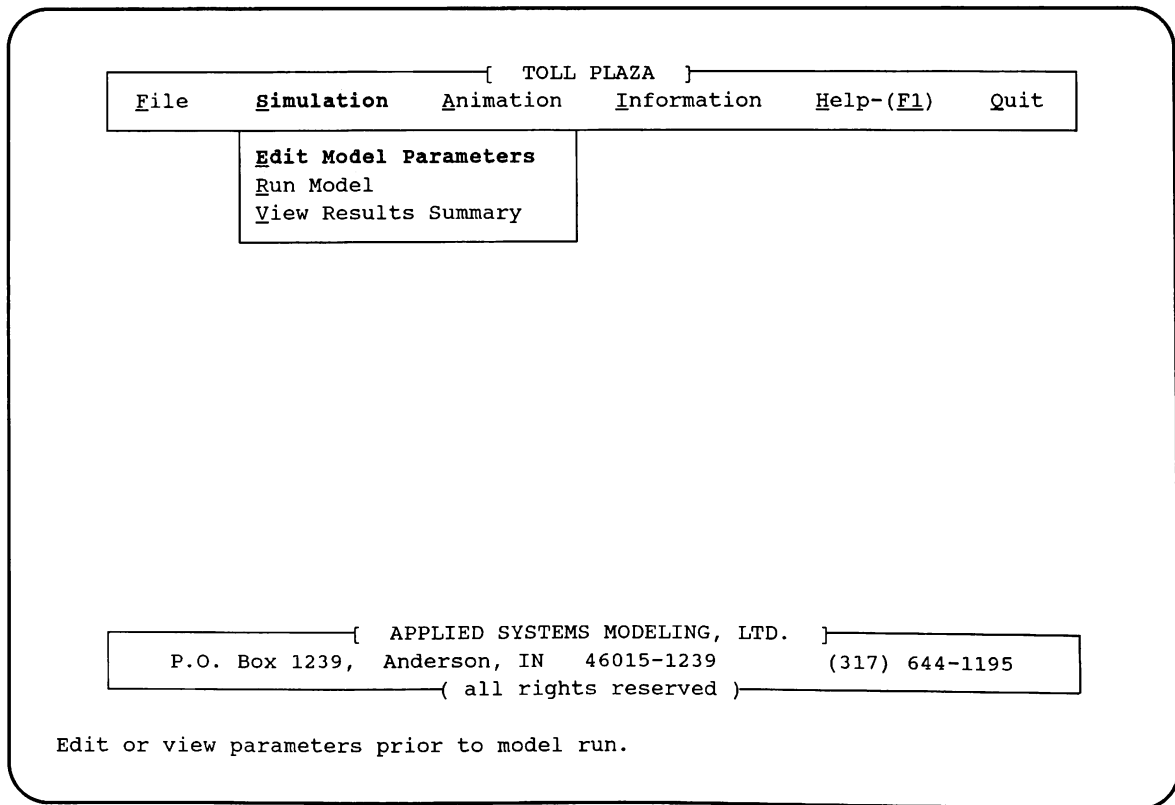 TOLL PLAZA
File Simulation Animation Information Help-(F1) Quit
Edit Model Parameters
Run Model
View Results Summary
APPLIED SYSTEMS MODELING, LTD.
P.O. Box 1239, Anderson, IN 46015-1239 (317) 644-1195
( all rights reserved )
Edit or view parameters prior to model run.